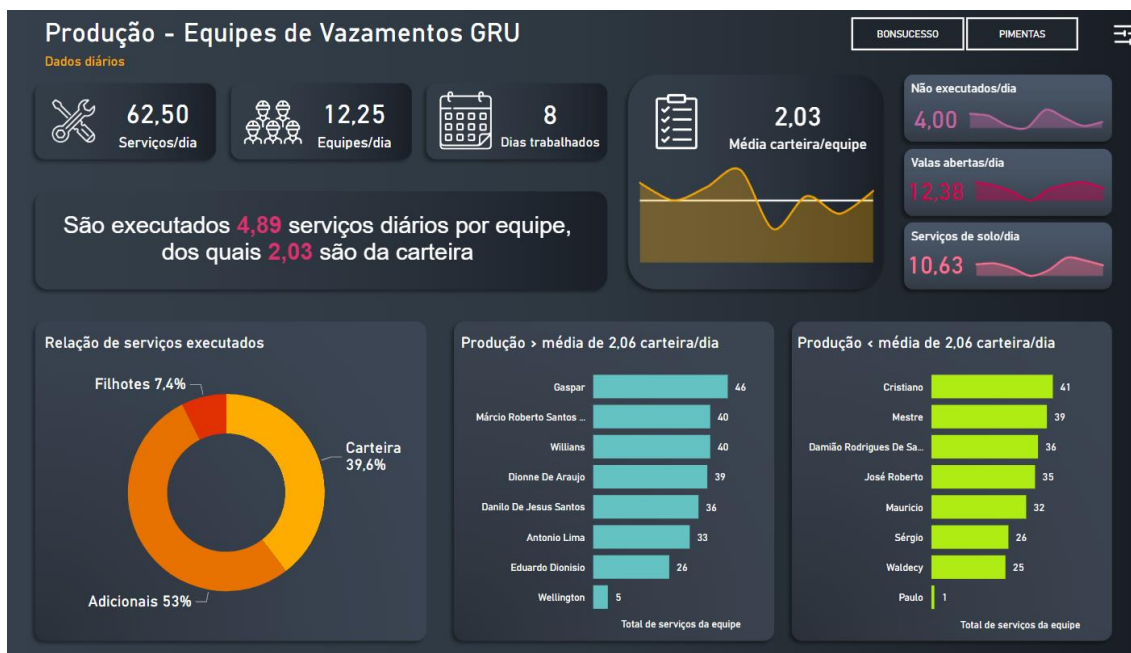 Produção - Equipes de Vazamentos GRU
Dados diários
BONSUCESSO
PIMENTAS
62,50
Serviços/dia
12,25
Equipes/dia
8
Dias trabalhados
2,03
Média carteira/equipe
Não executados/dia
4,00
Valas abertas/dia
12,38
Serviços de solo/dia
10,63
São executados 4,89 serviços diários por equipe,
dos quais 2,03 são da carteira
Relação de serviços executados
Filhotes 7,4%
Carteira
39,6%
Adicionais 53%
Produção > média de 2,06 carteira/dia
Gaspar 46
Márcio Roberto Santos ... 40
Willians 40
Dionne De Araujo 39
Danilo De Jesus Santos 36
Antonio Lima 33
Eduardo Dionisio 26
Wellington 5
Total de serviços da equipe
Produção < média de 2,06 carteira/dia
Cristiano 41
Mestre 39
Damião Rodrigues De Sa... 36
José Roberto 35
Mauricio 32
Sérgio 26
Waldecy 25
Paulo 1
Total de serviços da equipe